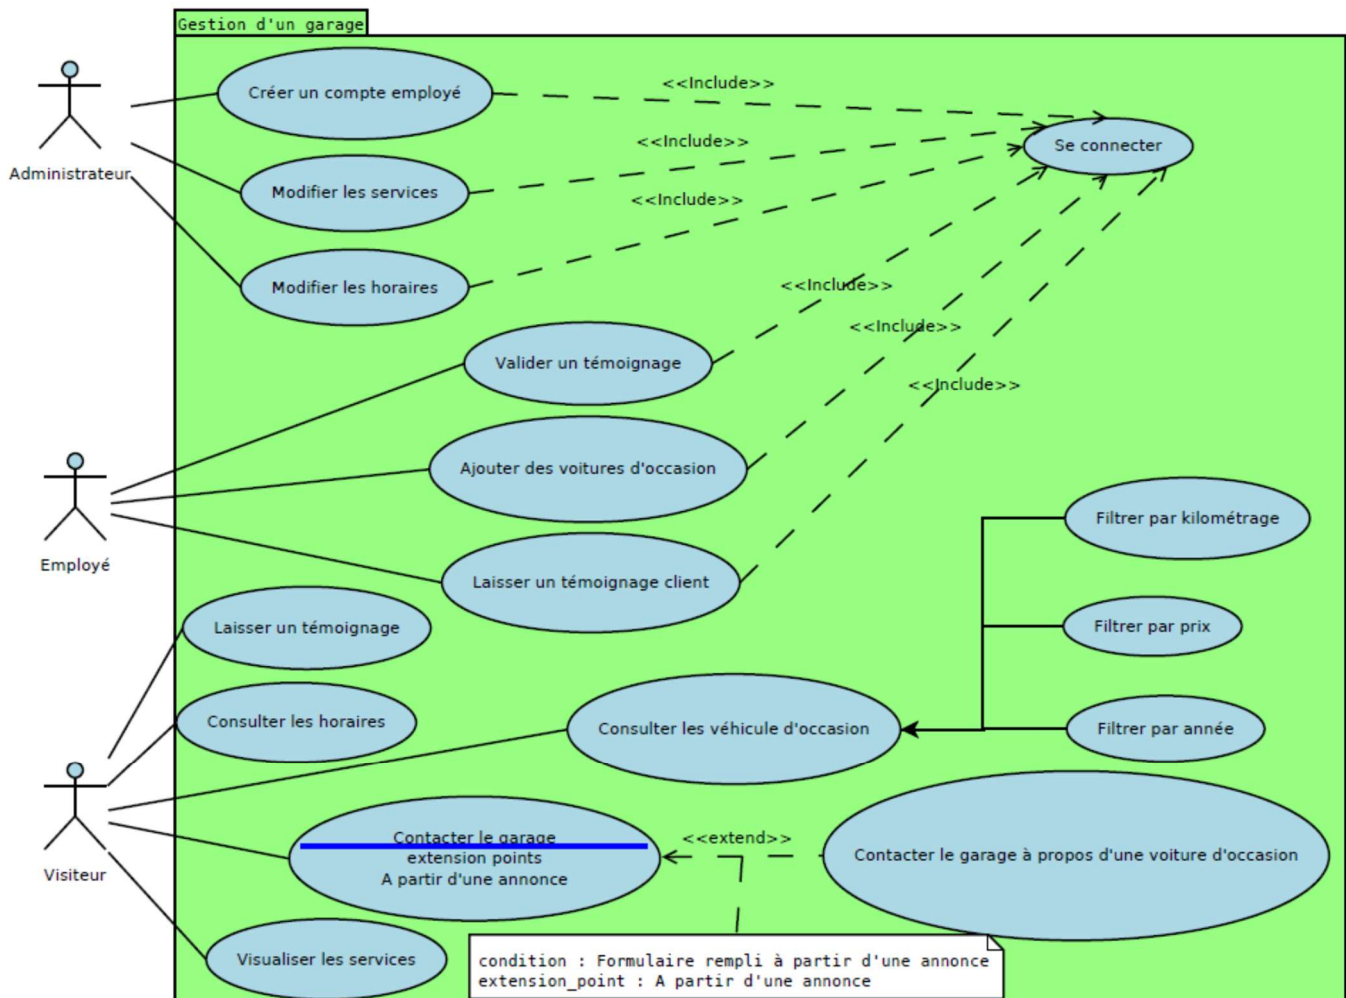 Gestion d'un garage
Administrateur
Créer un compte employé
<<Include>>
Se connecter
Modifier les services
<<Include>>
Modifier les horaires
<<Include>>
Valider un témoignage
<<Include>>
Ajouter des voitures d'occasion
<<Include>>
Employé
Laisser un témoignage client
<<Include>>
Filtrer par kilométrage
Laisser un témoignage
Filtrer par prix
Consulter les horaires
Consulter les véhicule d'occasion
Filtrer par année
Visiteur
Contacter le garage
extension points
A partir d'une annonce
<<extend>>
Contacter le garage à propos d'une voiture d'occasion
Visualiser les services
condition : Formulaire rempli à partir d'une annonce
extension_point : A partir d'une annonce